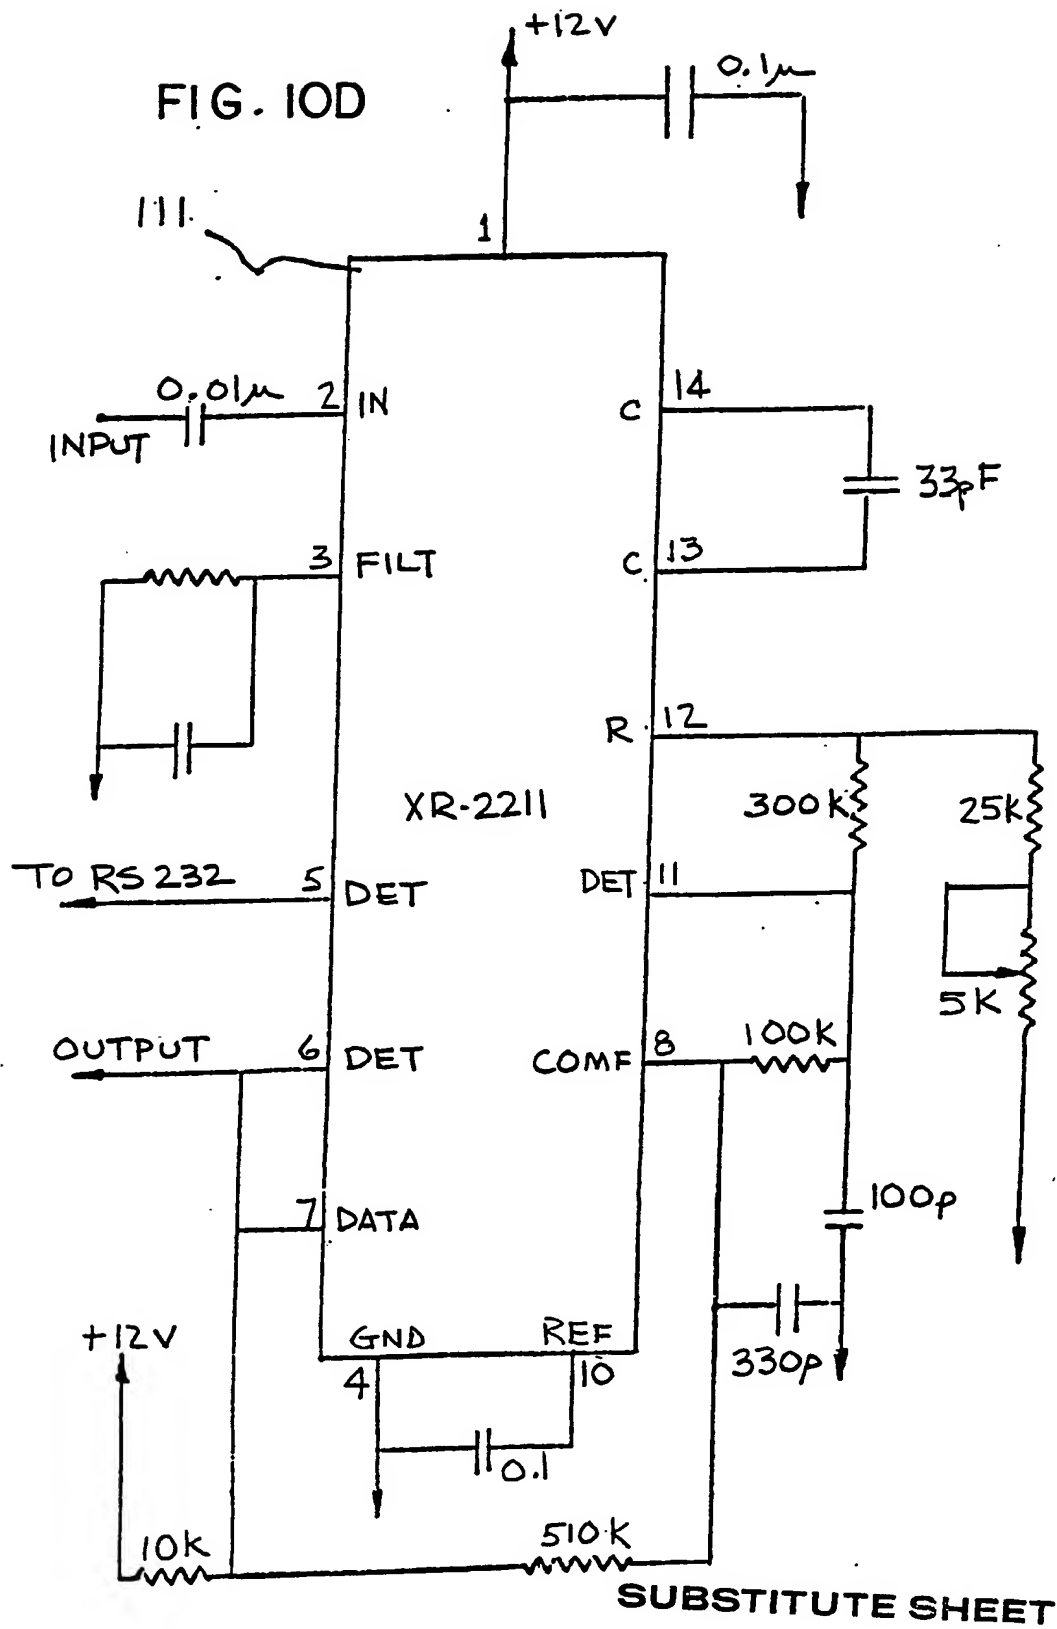 +12V
0.1µ
FIG. 10D
111.
1
0.01µ
2
IN
INPUT
14
C
33pF
13
C
3
FILT
12
R
XR-2211
300K
25K
TO RS 232
5
DET
DET
11
5K
OUTPUT
6
DET
COMF
8
100K
7
DATA
100p
+12V
GND
REF
330p
4
10
0.1
10K
510K
SUBSTITUTE SHEET